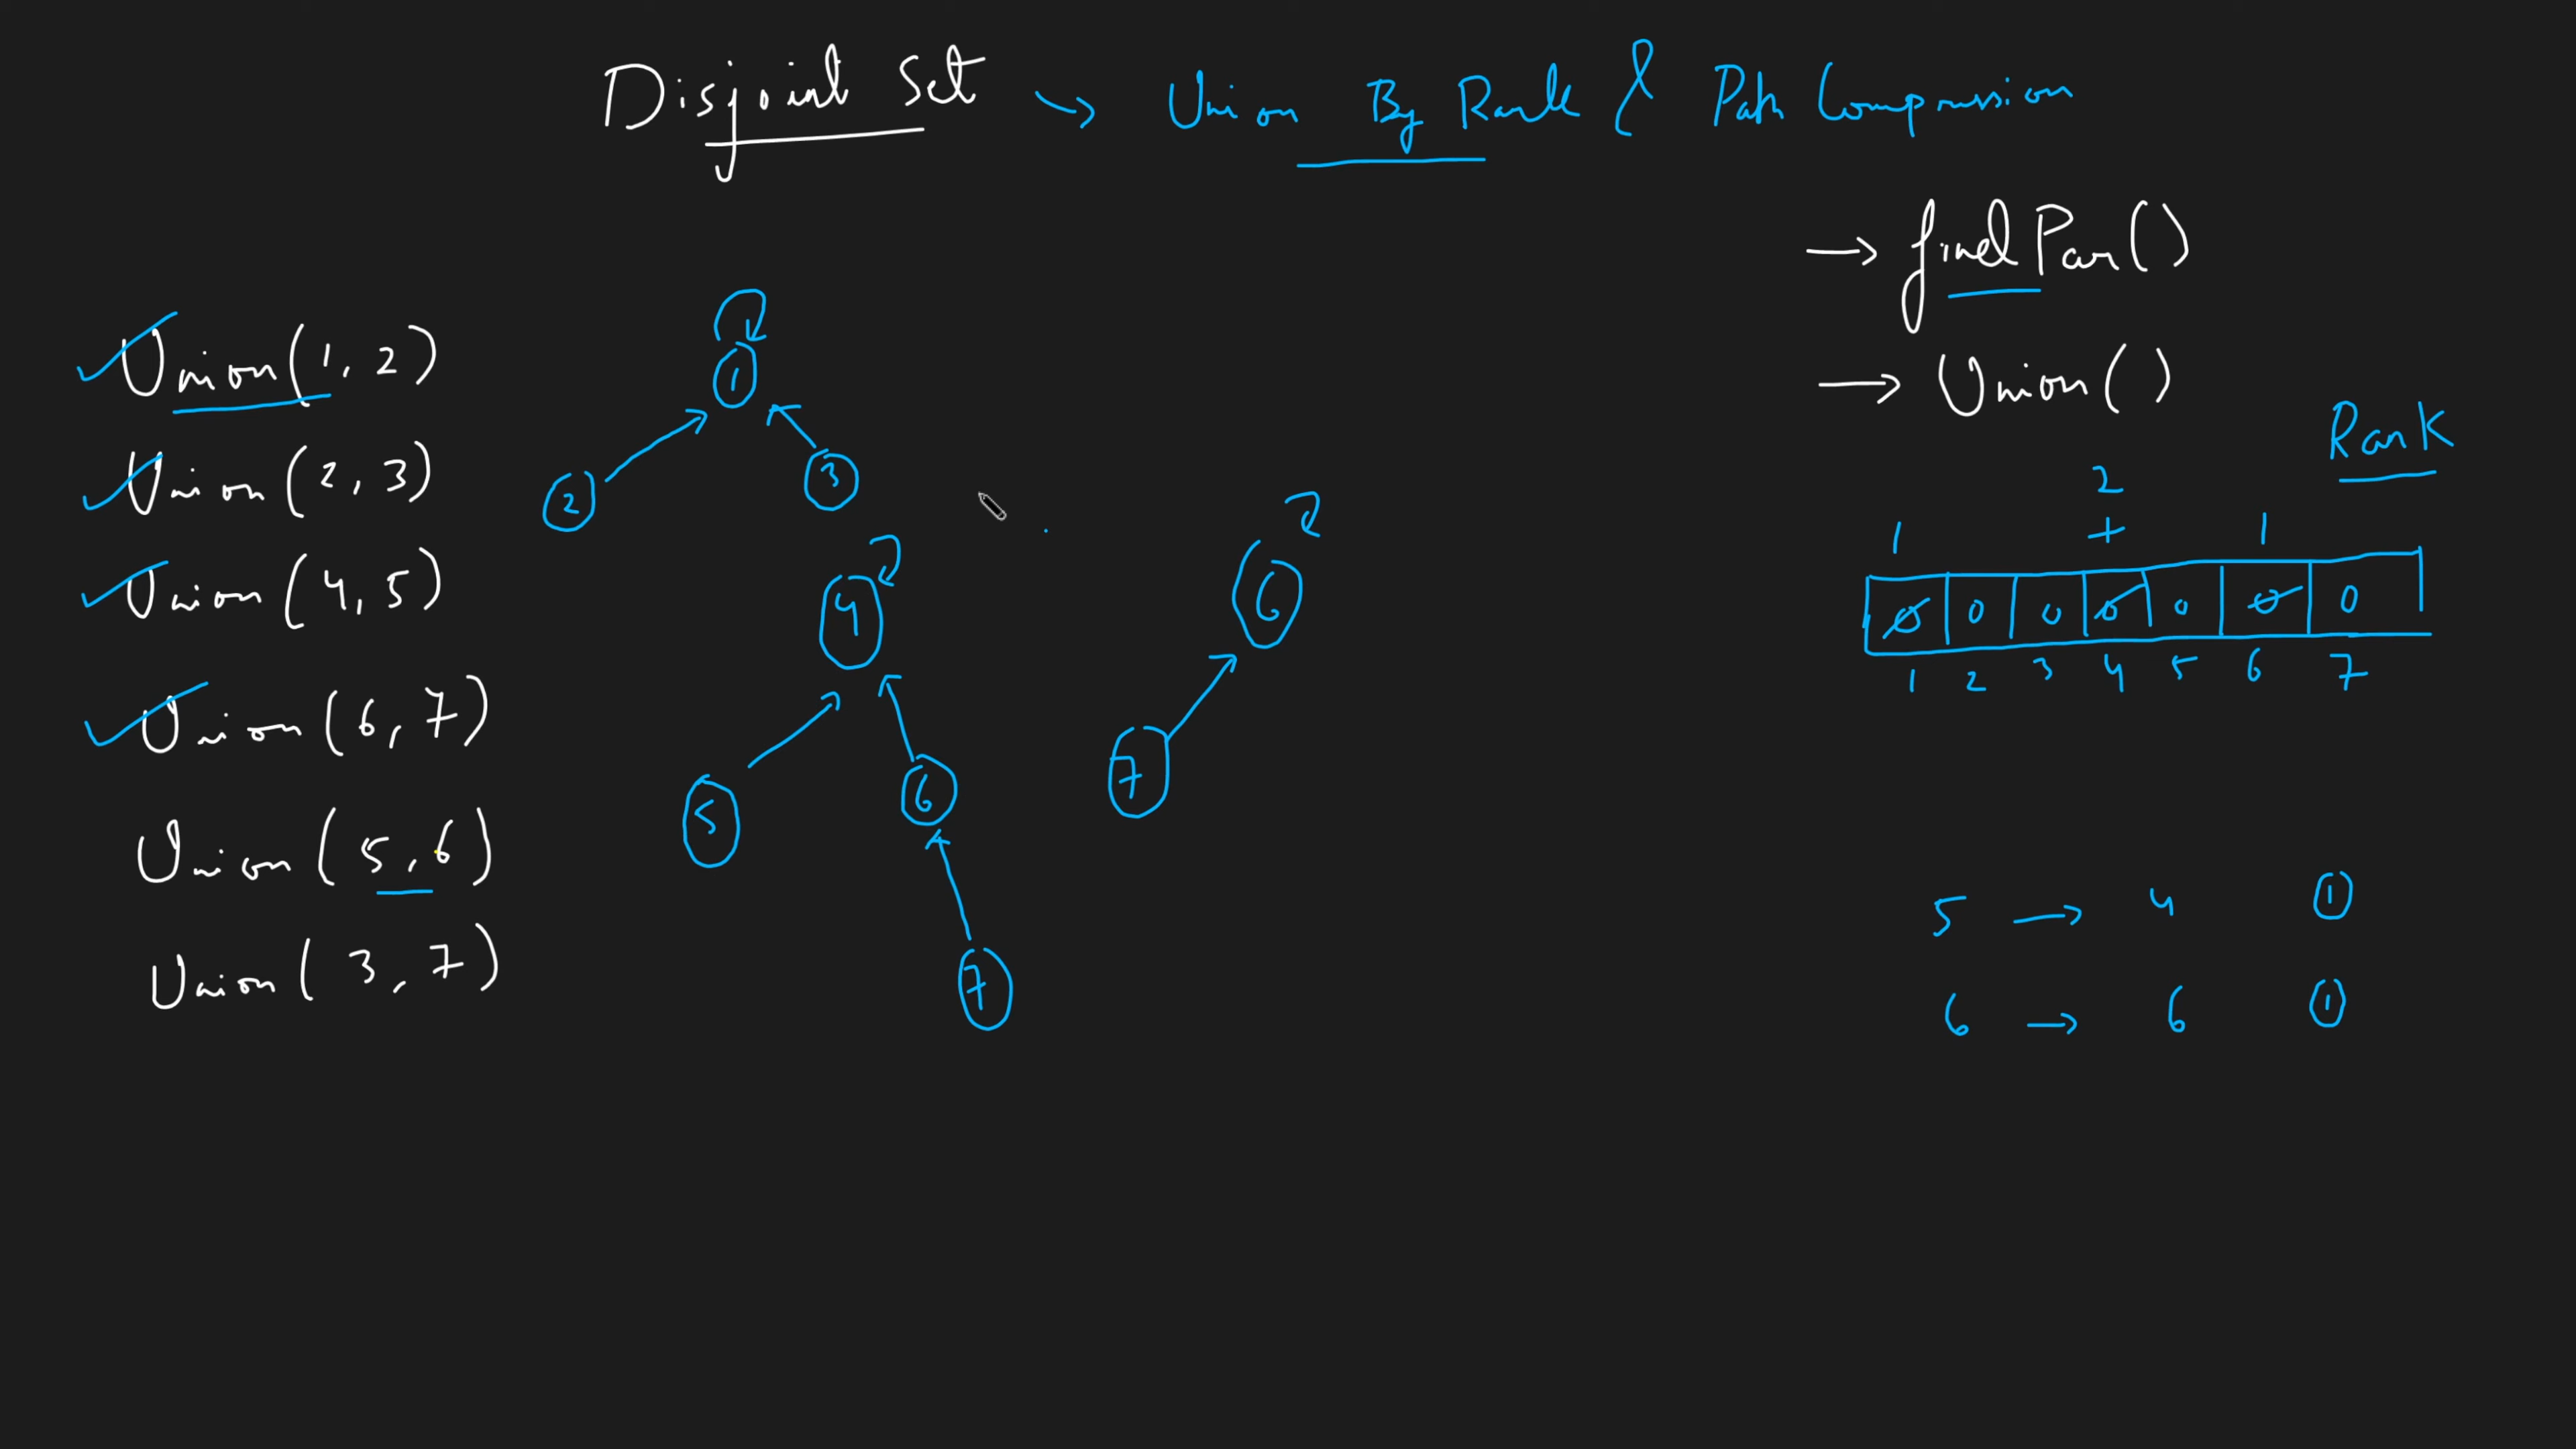 Disjoint Set → Union By Rank & Path Compression
→ findPar()
→ Union()
Union(1, 2)
Union(2, 3)
Union(4, 5)
Union(6, 7)
Union(5, 6)
Union(3, 7)
1
2
3
4
5
6
7
6
7
Rank
2
1 + 1
0 0 0 0 0 0 0
1 2 3 4 5 6 7
5 → 4 1
6 → 6 1